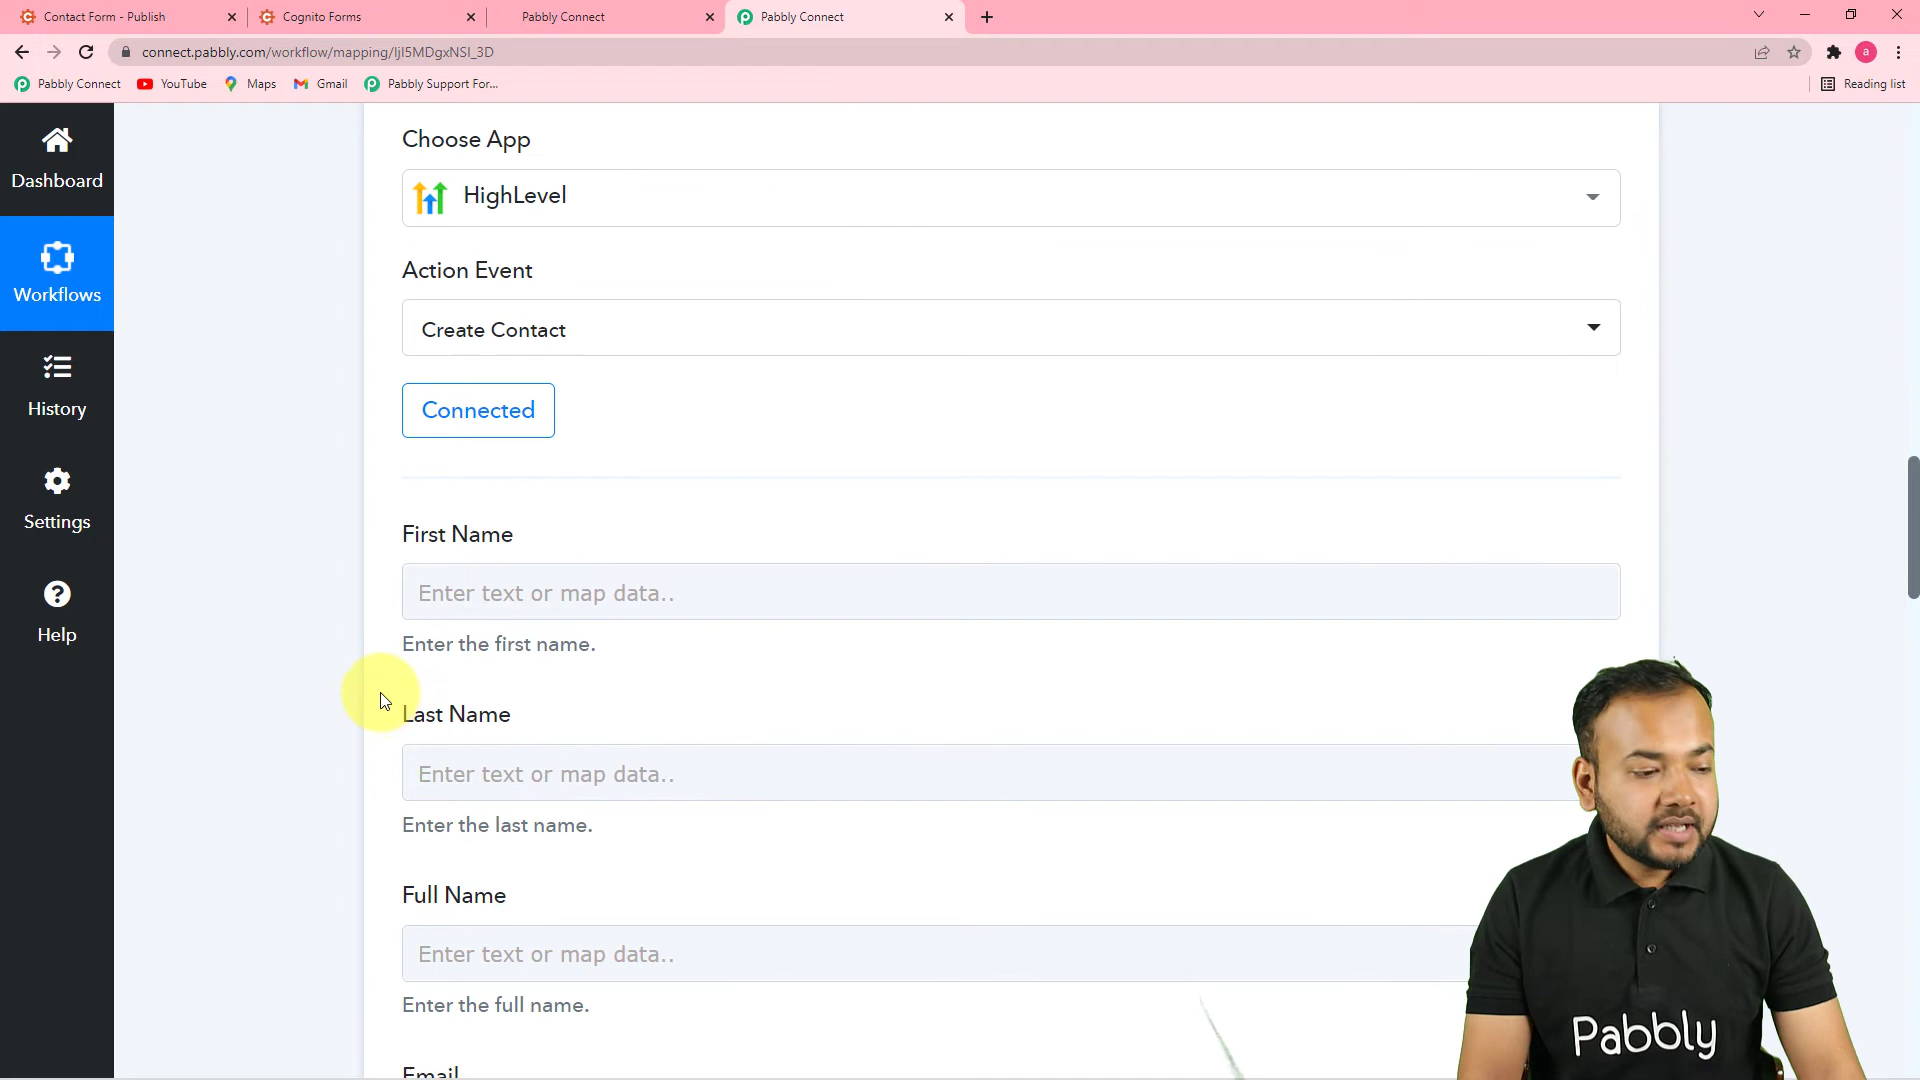 Contact Form - Publish
Cognito Forms
Pabbly Connect
Pabbly Connect
connect.pabbly.com/workflow/mapping/IjI5MDgxNSI_3D
a
Pabbly Connect
YouTube
Maps
Gmail
Pabbly Support For...
Reading list
Dashboard
Workflows
History
Settings
Help
Choose App
HighLevel
Action Event
Create Contact
Connected
First Name
Enter text or map data..
Enter the first name.
Last Name
Enter text or map data..
Enter the last name.
Full Name
Enter text or map data..
Enter the full name.
Email
Pabbly